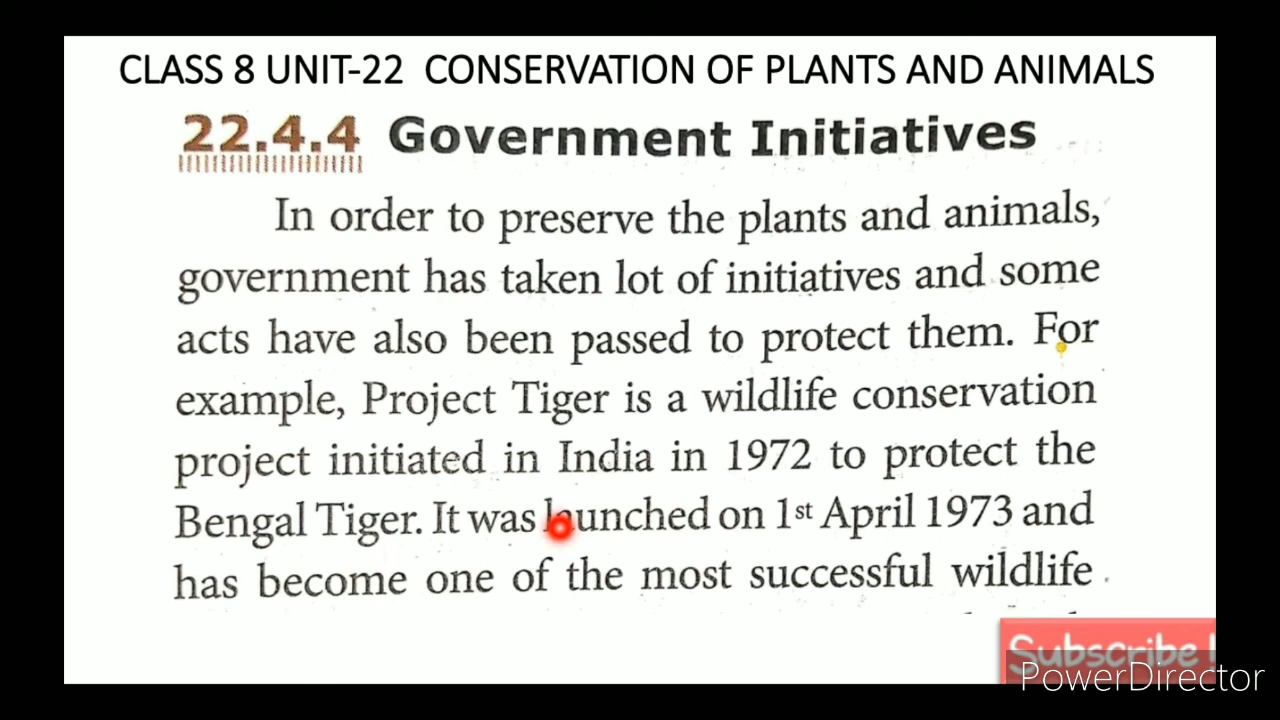 CLASS 8 UNIT-22 CONSERVATION OF PLANTS AND ANIMALS
22.4.4 Government Initiatives
In order to preserve the plants and animals,
government has taken lot of initiatives and some
acts have also been passed to protect them. For
example, Project Tiger is a wildlife conservation
project initiated in India in 1972 to protect the
Bengal Tiger. It was launched on 1st April 1973 and
has become one of the most successful wildlife
Subscribe !
PowerDirector